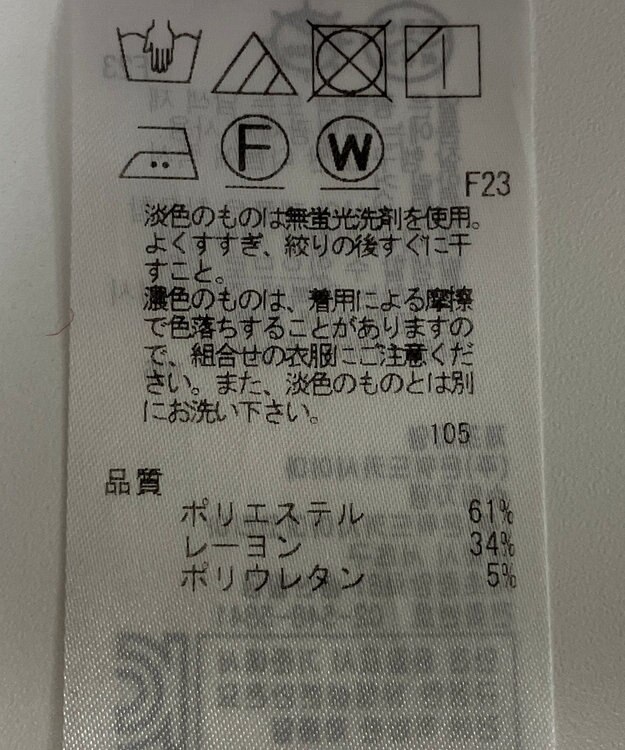 F W
F23
淡色のものは無蛍光洗剤を使用。
よくすすぎ、絞りの後すぐに干
すこと。
濃色のものは、着用による摩擦
で色落ちすることがありますの
で、組合せの衣服にご注意くだ
さい。また、淡色のものとは別
にお洗い下さい。
105
品質
ポリエステル 61%
レーヨン 34%
ポリウレタン 5%